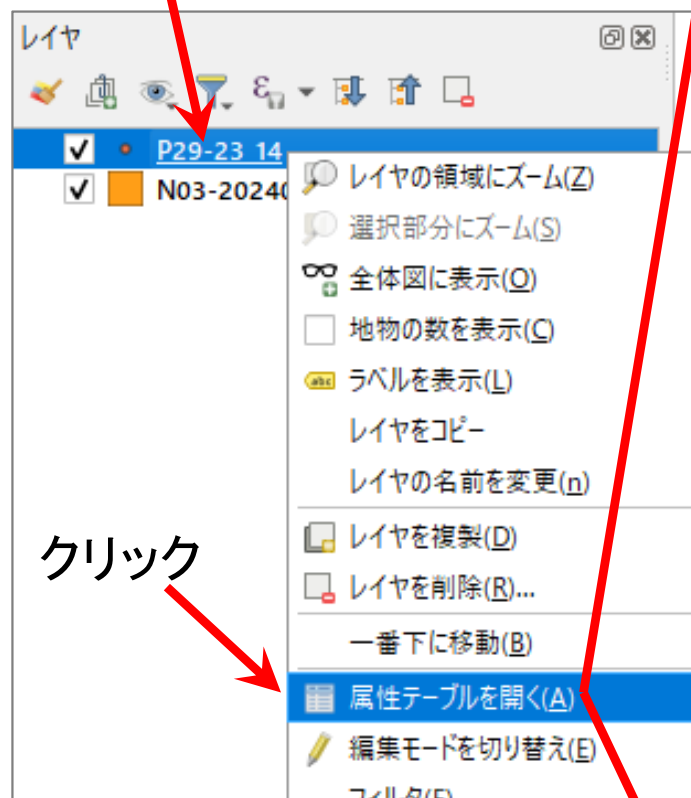 レイヤ
P29-23_14
レイヤの領域にズーム(Z)
N03-2024
選択部分にズーム(S)
全体図に表示(O)
地物の数を表示(C)
abc ラベルを表示(L)
レイヤをコピー
レイヤの名前を変更(n)
クリック
レイヤを複製(D)
レイヤを削除(R)...
一番下に移動(B)
属性テーブルを開く(A)
編集モードを切り替え(E)